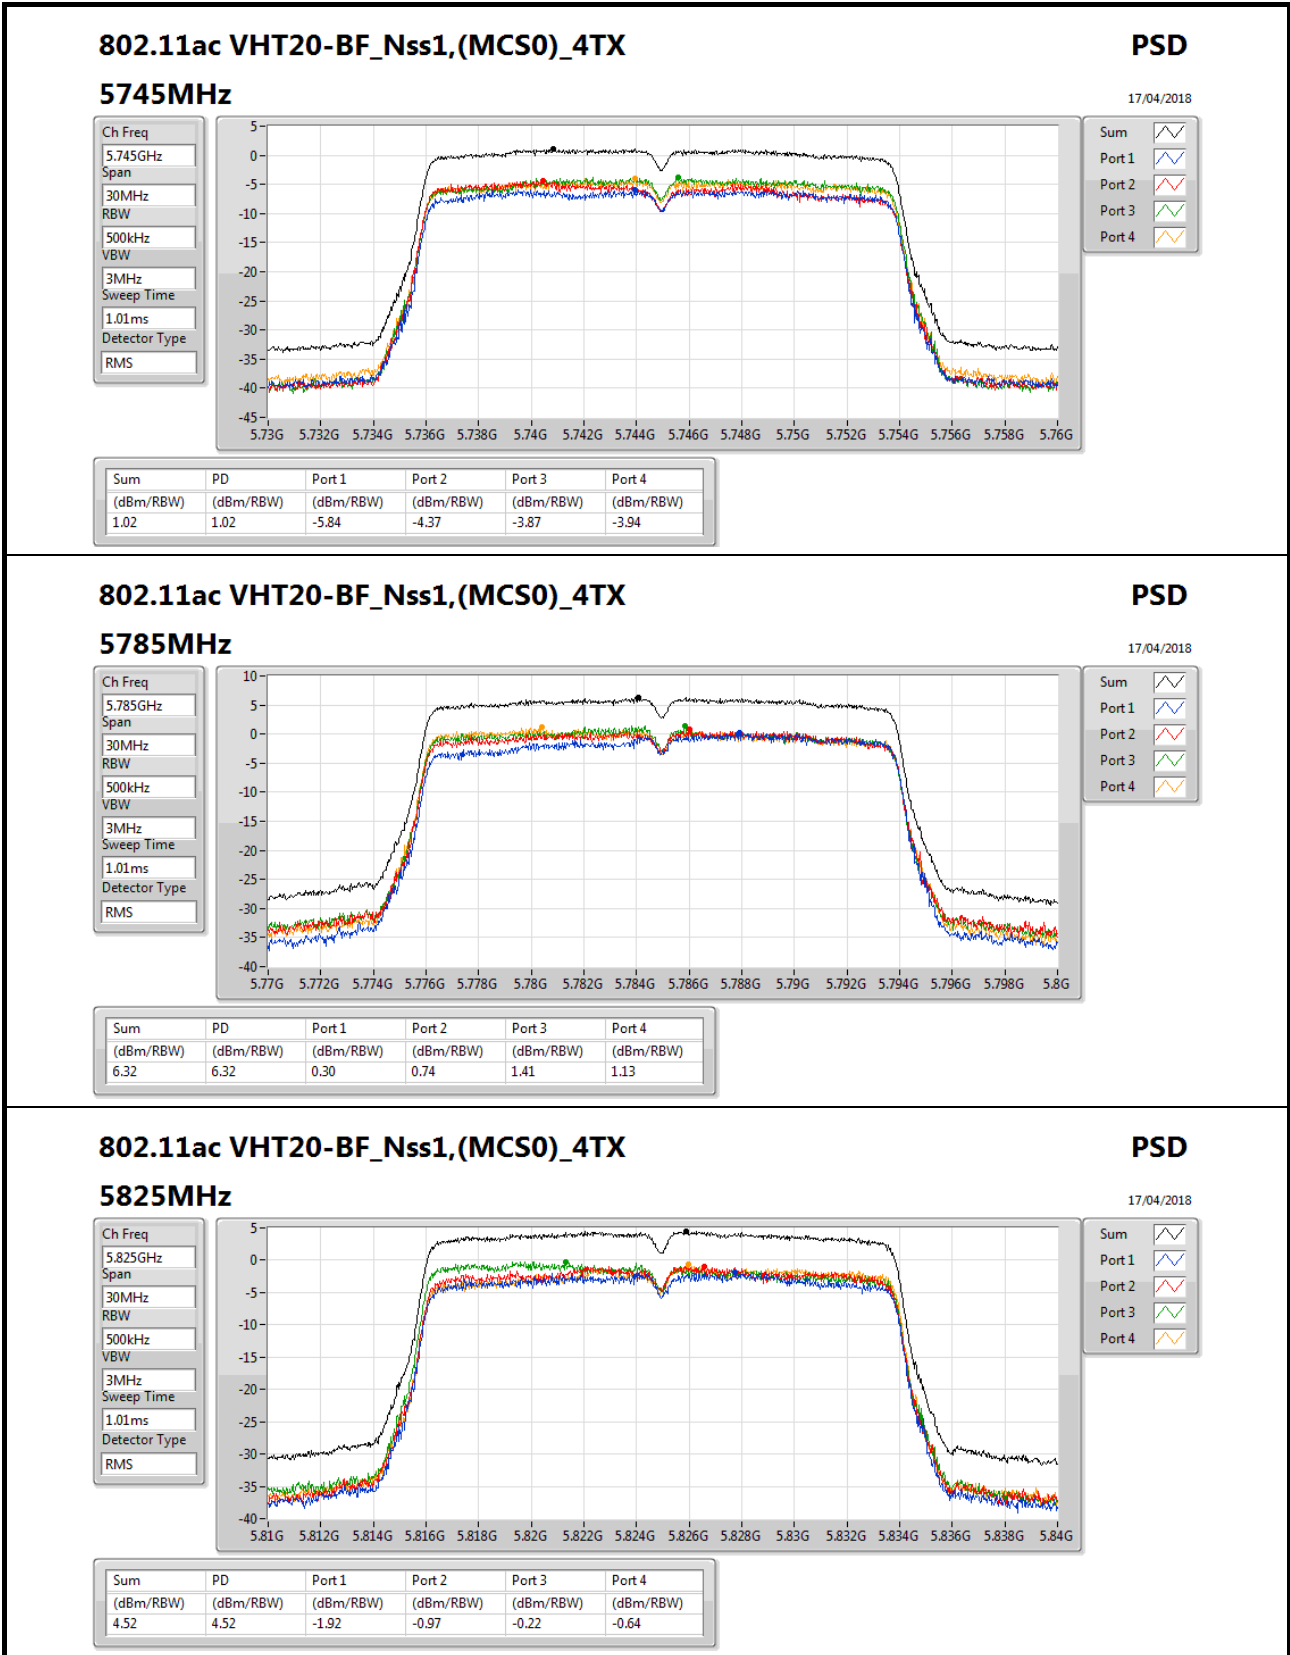 802.11ac VHT20-BF_Nss1,(MCS0)_4TX PSD
5745MHz 17/04/2018
Ch Freq
5.745GHz
Span
30MHz
RBW
500kHz
VBW
3MHz
Sweep Time
1.01ms
Detector Type
RMS
5
0
-5
-10
-15
-20
-25
-30
-35
-40
-45
5.73G 5.732G 5.734G 5.736G 5.738G 5.74G 5.742G 5.744G 5.746G 5.748G 5.75G 5.752G 5.754G 5.756G 5.758G 5.76G
Sum
Port 1
Port 2
Port 3
Port 4
Sum PD Port 1 Port 2 Port 3 Port 4
(dBm/RBW) (dBm/RBW) (dBm/RBW) (dBm/RBW) (dBm/RBW) (dBm/RBW)
1.02 1.02 -5.84 -4.37 -3.87 -3.94
802.11ac VHT20-BF_Nss1,(MCS0)_4TX PSD
5785MHz 17/04/2018
Ch Freq
5.785GHz
Span
30MHz
RBW
500kHz
VBW
3MHz
Sweep Time
1.01ms
Detector Type
RMS
10
5
0
-5
-10
-15
-20
-25
-30
-35
-40
5.77G 5.772G 5.774G 5.776G 5.778G 5.78G 5.782G 5.784G 5.786G 5.788G 5.79G 5.792G 5.794G 5.796G 5.798G 5.8G
Sum
Port 1
Port 2
Port 3
Port 4
Sum PD Port 1 Port 2 Port 3 Port 4
(dBm/RBW) (dBm/RBW) (dBm/RBW) (dBm/RBW) (dBm/RBW) (dBm/RBW)
6.32 6.32 0.30 0.74 1.41 1.13
802.11ac VHT20-BF_Nss1,(MCS0)_4TX PSD
5825MHz 17/04/2018
Ch Freq
5.825GHz
Span
30MHz
RBW
500kHz
VBW
3MHz
Sweep Time
1.01ms
Detector Type
RMS
5
0
-5
-10
-15
-20
-25
-30
-35
-40
5.81G 5.812G 5.814G 5.816G 5.818G 5.82G 5.822G 5.824G 5.826G 5.828G 5.83G 5.832G 5.834G 5.836G 5.838G 5.84G
Sum
Port 1
Port 2
Port 3
Port 4
Sum PD Port 1 Port 2 Port 3 Port 4
(dBm/RBW) (dBm/RBW) (dBm/RBW) (dBm/RBW) (dBm/RBW) (dBm/RBW)
4.52 4.52 -1.92 -0.97 -0.22 -0.64